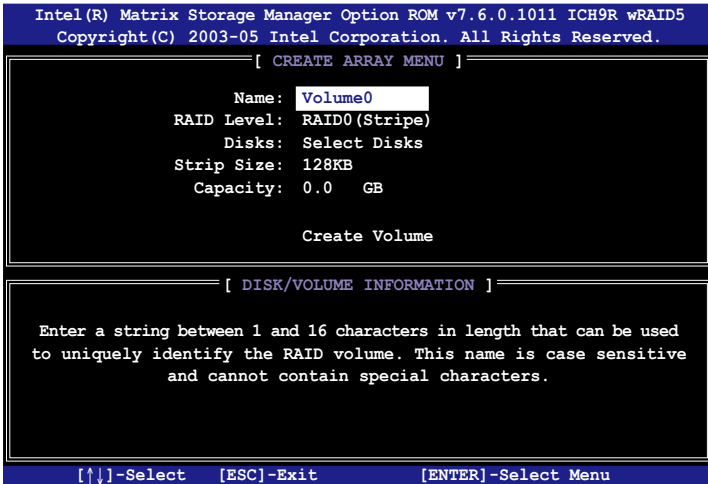 Intel(R) Matrix Storage Manager Option ROM v7.6.0.1011 ICH9R wRAID5
Copyright(C) 2003-05 Intel Corporation. All Rights Reserved.
[ CREATE ARRAY MENU ]
Name: Volume0
RAID Level: RAID0(Stripe)
Disks: Select Disks
Strip Size: 128KB
Capacity: 0.0 GB
Create Volume
[ DISK/VOLUME INFORMATION ]
Enter a string between 1 and 16 characters in length that can be used
to uniquely identify the RAID volume. This name is case sensitive
and cannot contain special characters.
[↑↓]-Select [ESC]-Exit [ENTER]-Select Menu